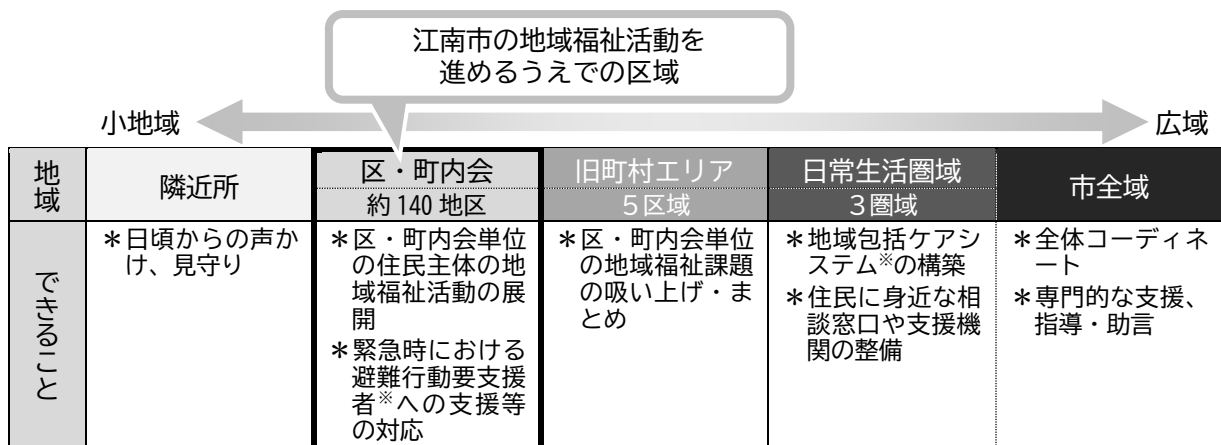 江南市の地域福祉活動を
進めるうえでの区域
小地域
広域
地域
隣近所
区・町内会
約140地区
旧町村エリア
５区域
日常生活圏域
３圏域
市全域
できること
＊日頃からの声か
け、見守り
＊区・町内会単位
の住民主体の地
域福祉活動の展
開
＊緊急時における
避難行動要支援
者※への支援等
の対応
＊区・町内会単位
の地域福祉課題
の吸い上げ・ま
とめ
＊地域包括ケアシ
ステム※の構築
＊住民に身近な相
談窓口や支援機
関の整備
＊全体コーディネ
ート
＊専門的な支援、
指導・助言